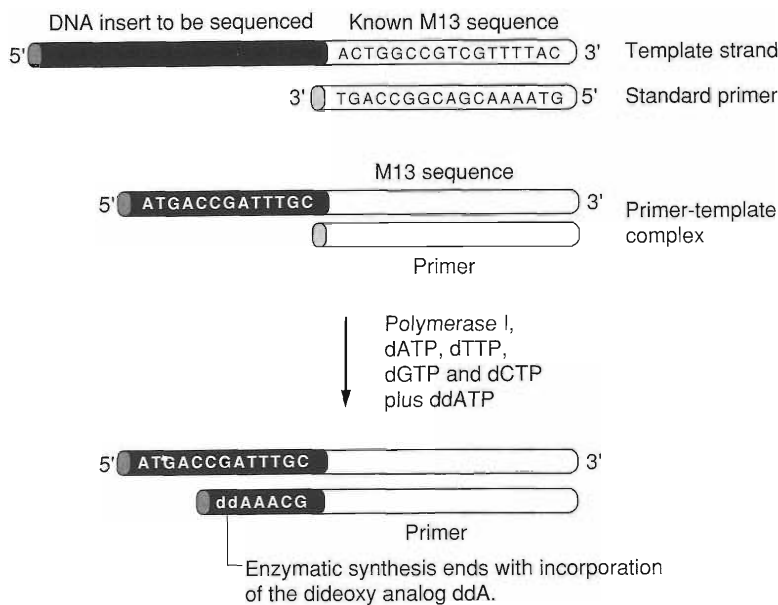 DNA insert to be sequenced Known M13 sequence
5' ACTGGCCGTCGTTTTAC 3' Template strand
3' TGACCGGCAGCAAAATG 5' Standard primer
M13 sequence
5' ATGACCGATTTGC 3'
Primer-template
complex
Primer
Polymerase I,
dATP, dTTP,
dGTP and dCTP
plus ddATP
5' ATGACCGATTTGC 3'
ddAAACG
Primer
Enzymatic synthesis ends with incorporation
of the dideoxy analog ddA.